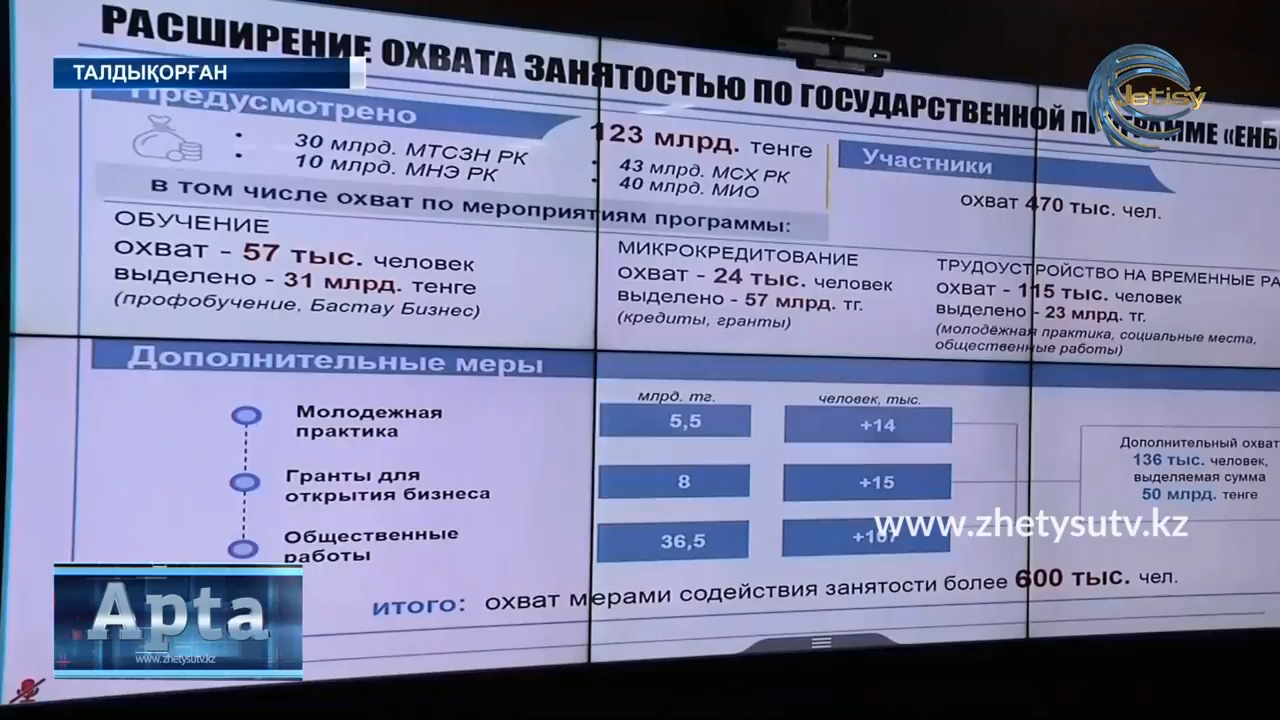 РАСШИРЕНИЕ ОХВАТА ЗАНЯТОСТЬЮ ПО ГОСУДАРСТВЕННОЙ ПРОГРАММЕ «ЕНБ
ТАЛДЫҚОРҒАН
Jetisý
Предусмотрено
123 млрд. тенге
30 млрд. МТСЗН РК
10 млрд. МНЭ РК
43 млрд. МСХ РК
40 млрд. МИО
Участники
охват 470 тыс. чел.
в том числе охват по мероприятиям программы:
ОБУЧЕНИЕ
охват - 57 тыс. человек
выделено - 31 млрд. тенге
(профобучение, Бастау Бизнес)
МИКРОКРЕДИТОВАНИЕ
охват - 24 тыс. человек
выделено - 57 млрд. тг.
(кредиты, гранты)
ТРУДОУСТРОЙСТВО НА ВРЕМЕННЫЕ РА
охват - 115 тыс. человек
выделено - 23 млрд. тг.
(молодёжная практика, социальные места,
общественные работы)
Дополнительные меры
млрд. тг.
человек, тыс.
Молодежная
практика
5,5
+14
Гранты для
открытия бизнеса
8
+15
Общественные
работы
36,5
+107
Дополнительный охват
136 тыс. человек,
выделяемая сумма
50 млрд. тенге
www.zhetysutv.kz
итого: охват мерами содействия занятости более 600 тыс. чел.
Арта
www.zhetysutv.kz